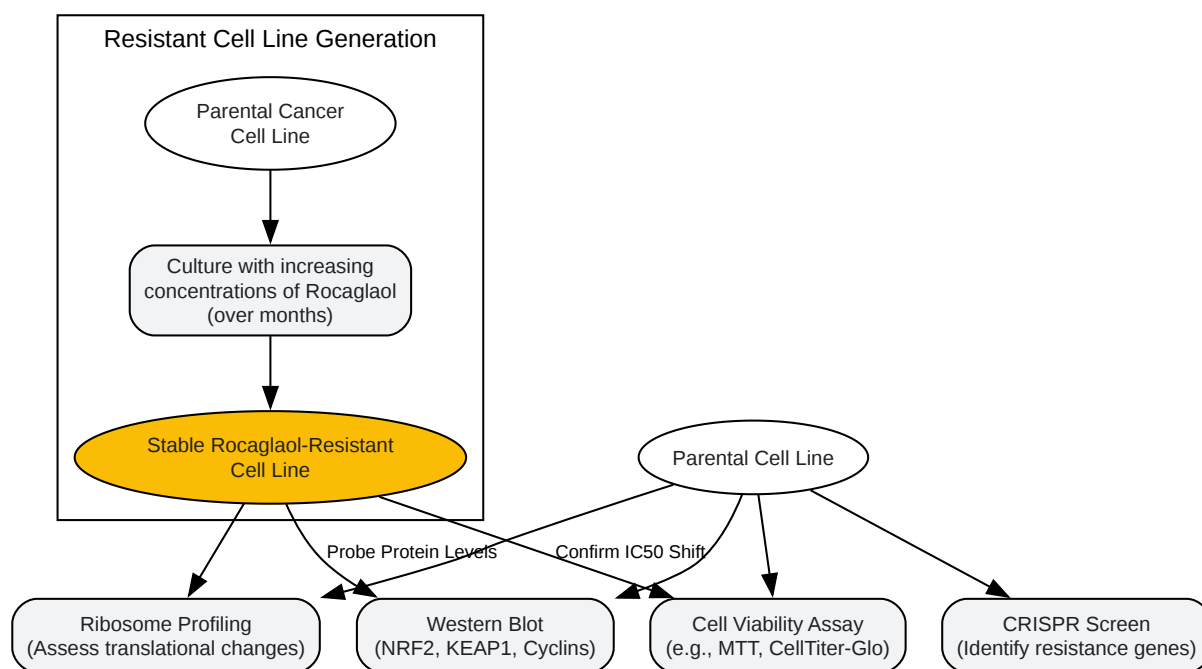 Resistant Cell Line Generation
Parental Cancer
Cell Line
Culture with increasing
concentrations of Rocaglaol
(over months)
Stable Rocaglaol-Resistant
Cell Line
Parental Cell Line
Probe Protein Levels
Confirm IC50 Shift
Ribosome Profiling
(Assess translational changes)
Western Blot
(NRF2, KEAP1, Cyclins)
Cell Viability Assay
(e.g., MTT, CellTiter-Glo)
CRISPR Screen
(Identify resistance genes)